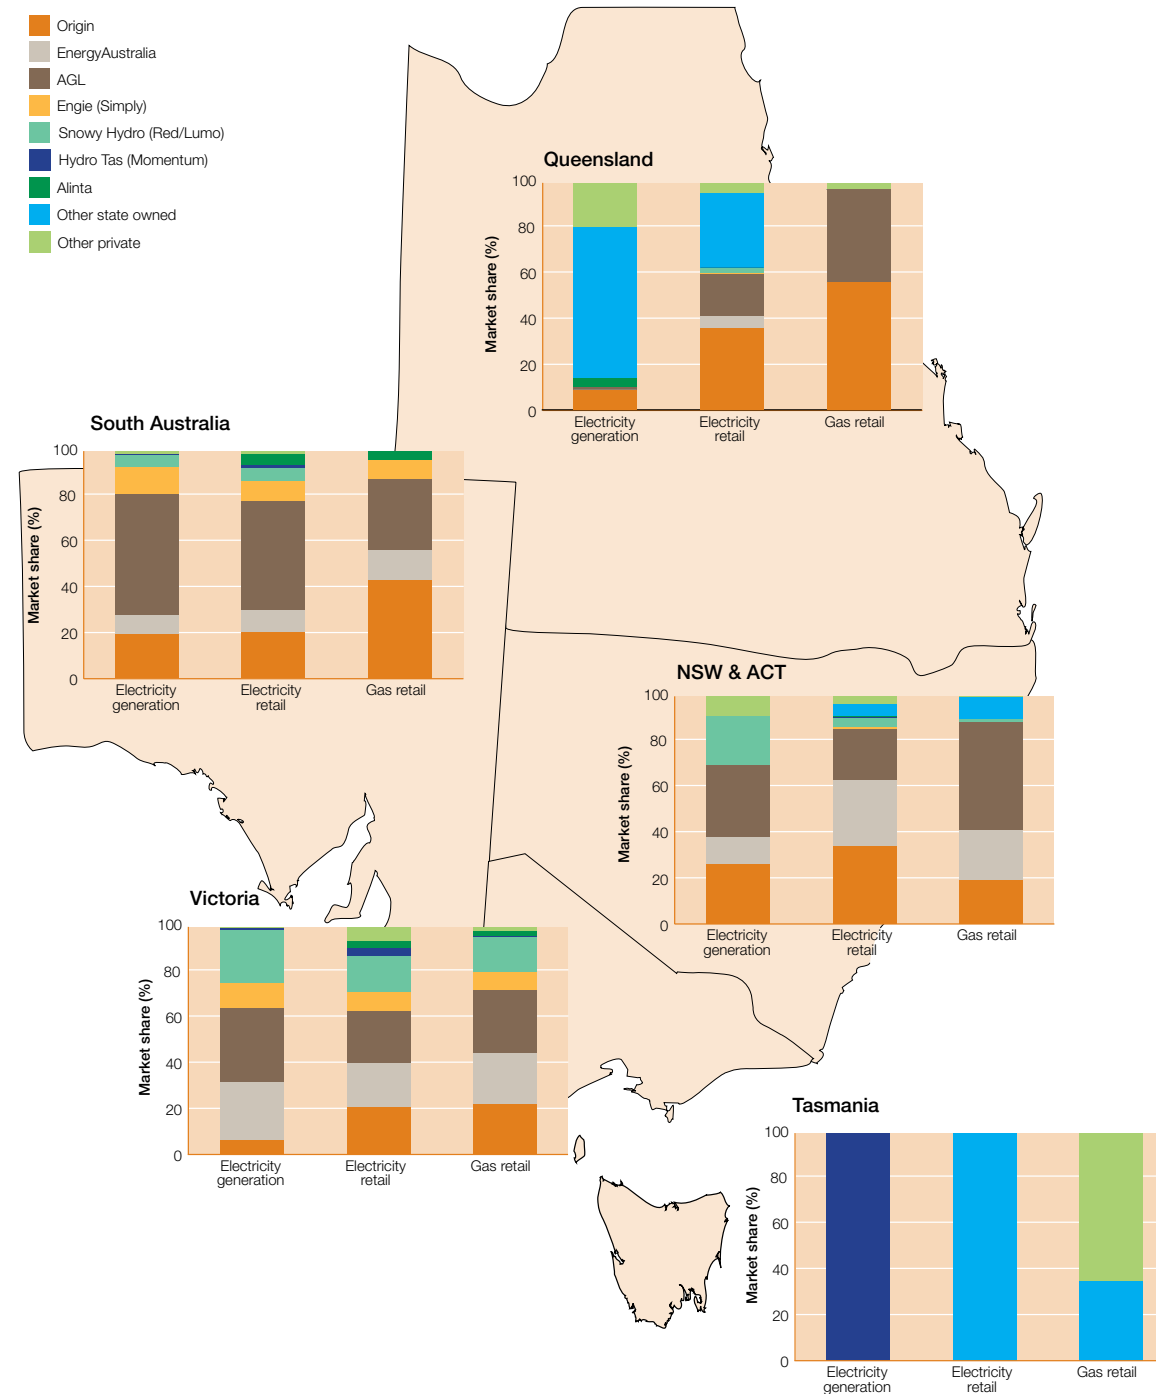 Origin
EnergyAustralia
AGL
Engie (Simply)
Snowy Hydro (Red/Lumo)
Hydro Tas (Momentum)
Alinta
Other state owned
Other private
Queensland
Market share (%)
100
80
60
40
20
0
Electricity
generation
Electricity
retail
Gas retail
South Australia
Market share (%)
100
80
60
40
20
0
Electricity
generation
Electricity
retail
Gas retail
NSW & ACT
Market share (%)
100
80
60
40
20
0
Electricity
generation
Electricity
retail
Gas retail
Victoria
Market share (%)
100
80
60
40
20
0
Electricity
generation
Electricity
retail
Gas retail
Tasmania
Market share (%)
100
80
60
40
20
0
Electricity
generation
Electricity
retail
Gas retail